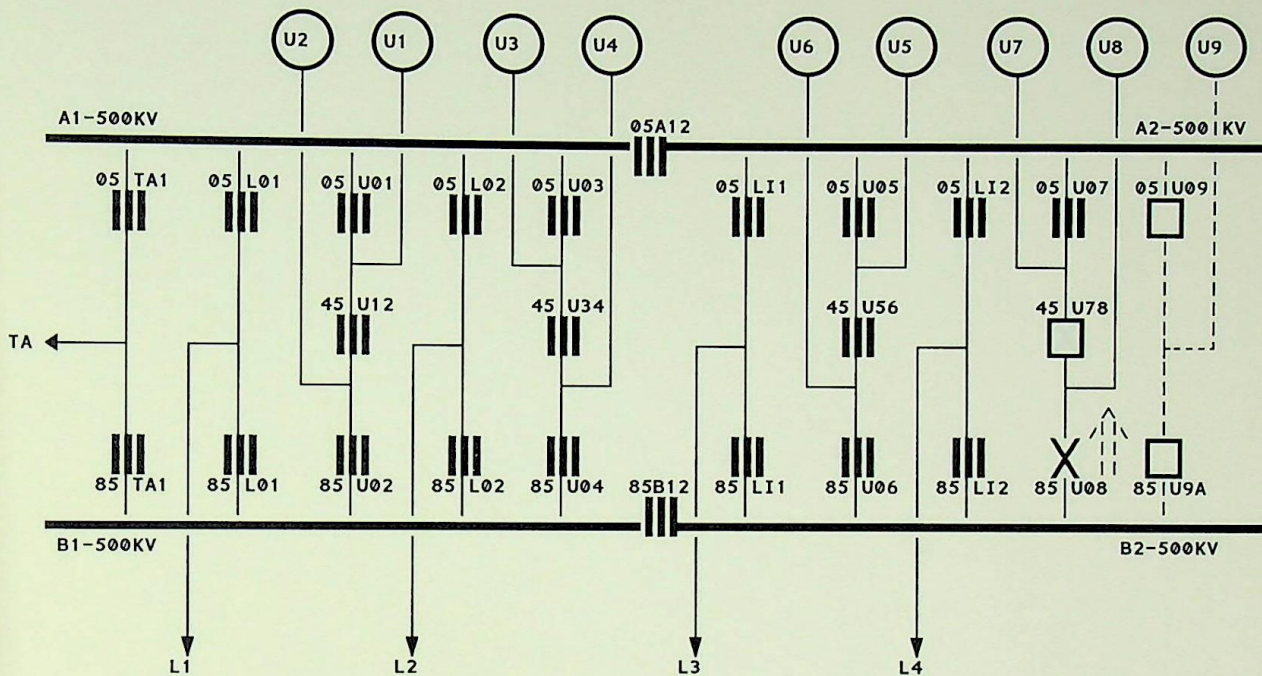 U2 U1 U3 U4 U6 U5 U7 U8 U9
A1-500KV 05A12 A2-500 KV
05 TA1 05 L01 05 U01 05 L02 05 U03 05 LI1 05 U05 05 LI2 05 U07 05 U09
45 U12 45 U34 45 U56 45 U78
TA
85 TA1 85 L01 85 U02 85 L02 85 U04 85B12 85 LI1 85 U06 85 LI2 85 U08 85 U9A
B1-500KV B2-500KV
L1 L2 L3 L4